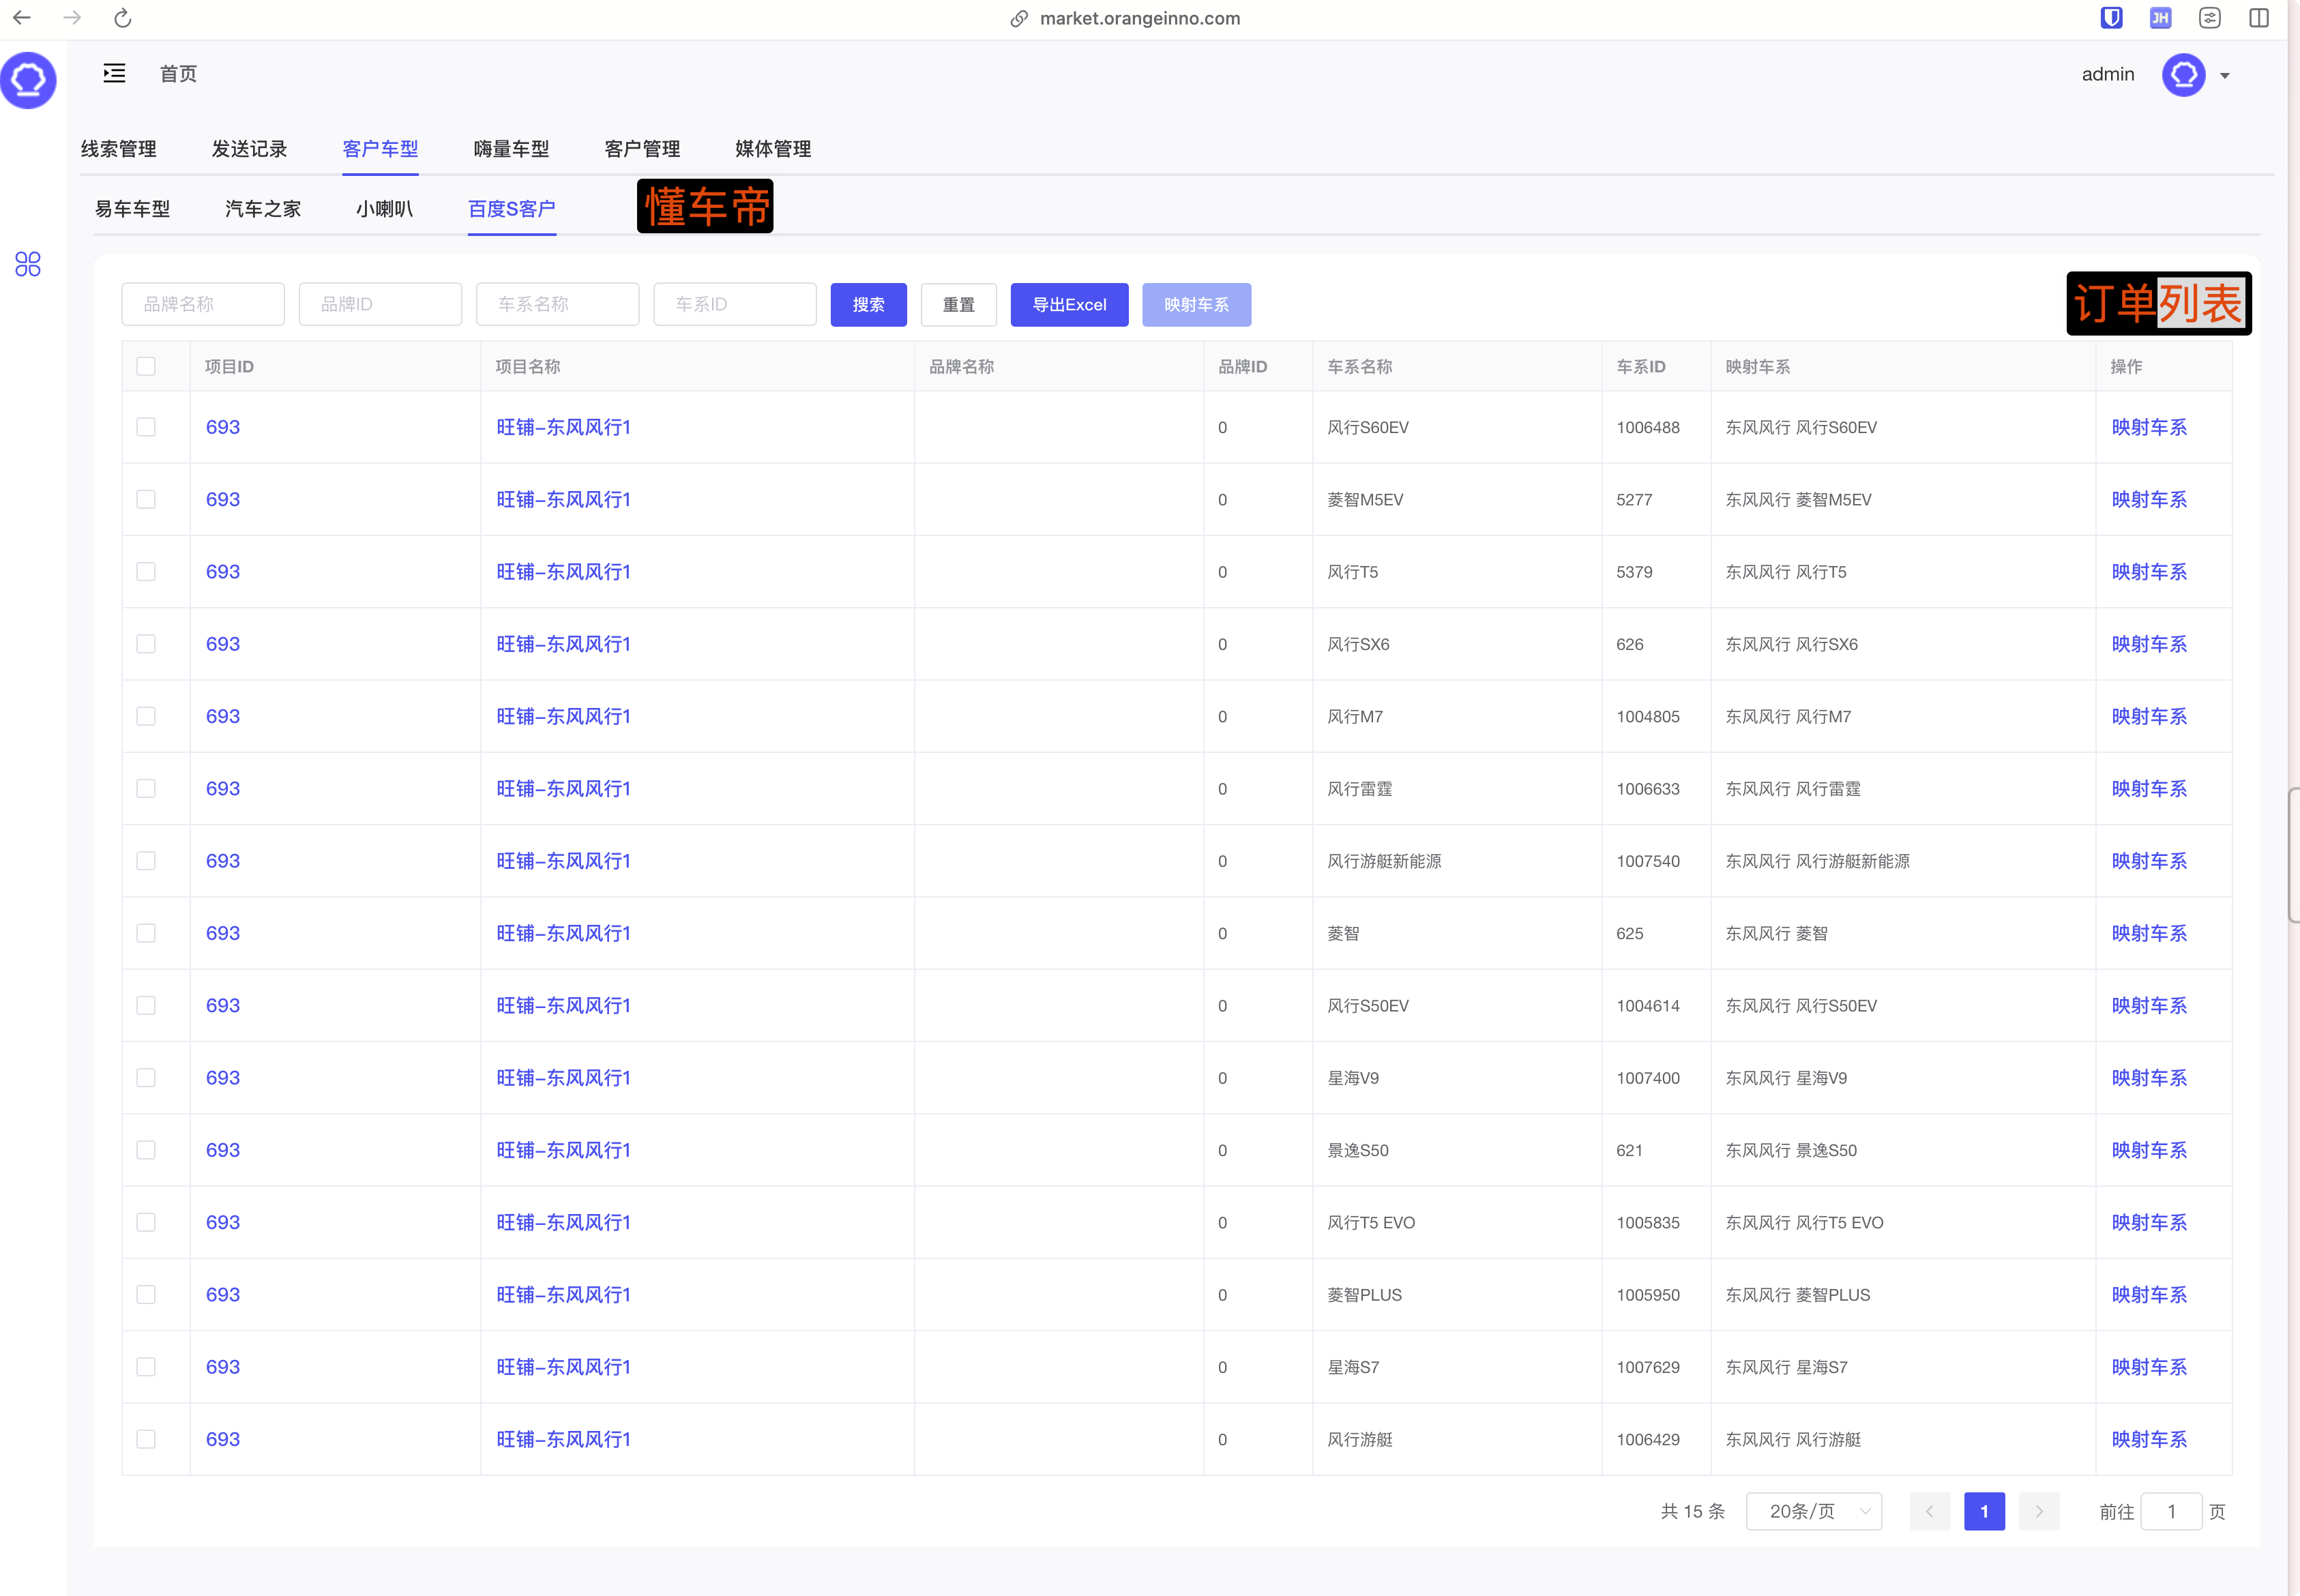 market.orangeinno.com
JH
首页
admin
线索管理 发送记录 客户车型 嗨量车型 客户管理 媒体管理
易车车型 汽车之家 小喇叭 百度S客户 懂车帝
品牌名称 品牌ID 车系名称 车系ID 搜索 重置 导出Excel 映射车系 订单列表
项目ID 项目名称 品牌名称 品牌ID 车系名称 车系ID 映射车系 操作
693 旺铺-东风风行1 0 风行S60EV 1006488 东风风行 风行S60EV 映射车系
693 旺铺-东风风行1 0 菱智M5EV 5277 东风风行 菱智M5EV 映射车系
693 旺铺-东风风行1 0 风行T5 5379 东风风行 风行T5 映射车系
693 旺铺-东风风行1 0 风行SX6 626 东风风行 风行SX6 映射车系
693 旺铺-东风风行1 0 风行M7 1004805 东风风行 风行M7 映射车系
693 旺铺-东风风行1 0 风行雷霆 1006633 东风风行 风行雷霆 映射车系
693 旺铺-东风风行1 0 风行游艇新能源 1007540 东风风行 风行游艇新能源 映射车系
693 旺铺-东风风行1 0 菱智 625 东风风行 菱智 映射车系
693 旺铺-东风风行1 0 风行S50EV 1004614 东风风行 风行S50EV 映射车系
693 旺铺-东风风行1 0 星海V9 1007400 东风风行 星海V9 映射车系
693 旺铺-东风风行1 0 景逸S50 621 东风风行 景逸S50 映射车系
693 旺铺-东风风行1 0 风行T5 EVO 1005835 东风风行 风行T5 EVO 映射车系
693 旺铺-东风风行1 0 菱智PLUS 1005950 东风风行 菱智PLUS 映射车系
693 旺铺-东风风行1 0 星海S7 1007629 东风风行 星海S7 映射车系
693 旺铺-东风风行1 0 风行游艇 1006429 东风风行 风行游艇 映射车系
共 15 条 20条/页 1 前往 1 页